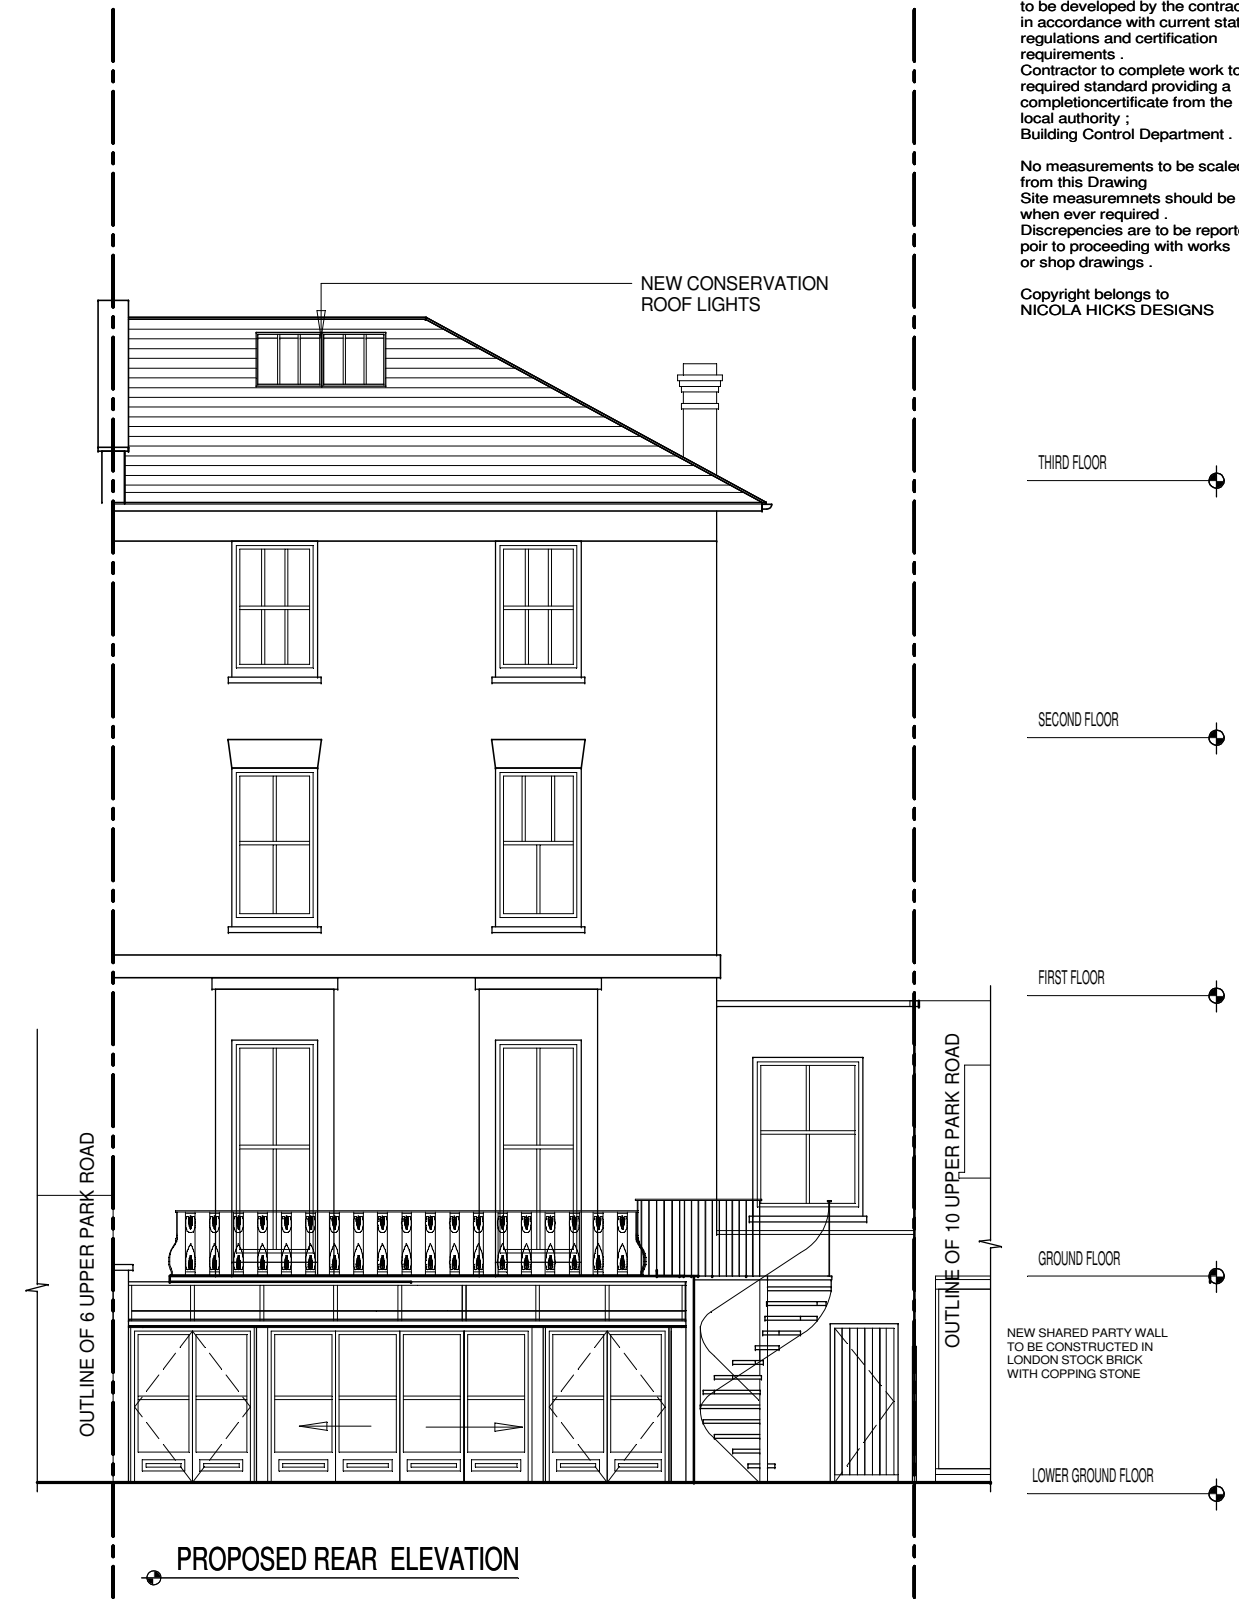 to be developed by the contrac
in accordance with current stat
regulations and certification
requirements .
Contractor to complete work to
required standard providing a
completioncertificate from the
local authority ;
Building Control Department .
No measurements to be scaled
from this Drawing
Site measuremnets should be
when ever required .
Discrepencies are to be reporte
poir to proceeding with works
or shop drawings .
Copyright belongs to
NICOLA HICKS DESIGNS
NEW CONSERVATION
ROOF LIGHTS
THIRD FLOOR
SECOND FLOOR
FIRST FLOOR
OUTLINE OF 6 UPPER PARK ROAD
OUTLINE OF 10 UPPER PARK ROAD
GROUND FLOOR
NEW SHARED PARTY WALL
TO BE CONSTRUCTED IN
LONDON STOCK BRICK
WITH COPPING STONE
LOWER GROUND FLOOR
PROPOSED REAR ELEVATION